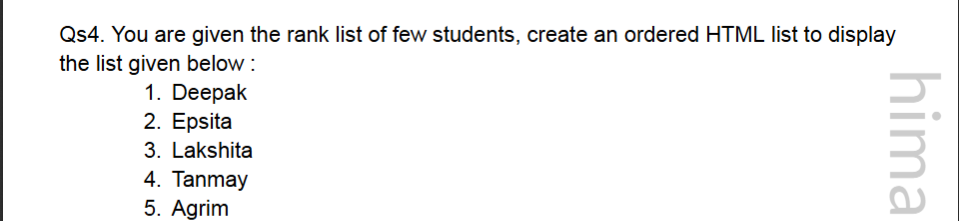 Qs4. You are given the rank list of few students, create an ordered HTML list to display
the list given below :
1. Deepak
2. Epsita
3. Lakshita
4. Tanmay
5. Agrim
hima